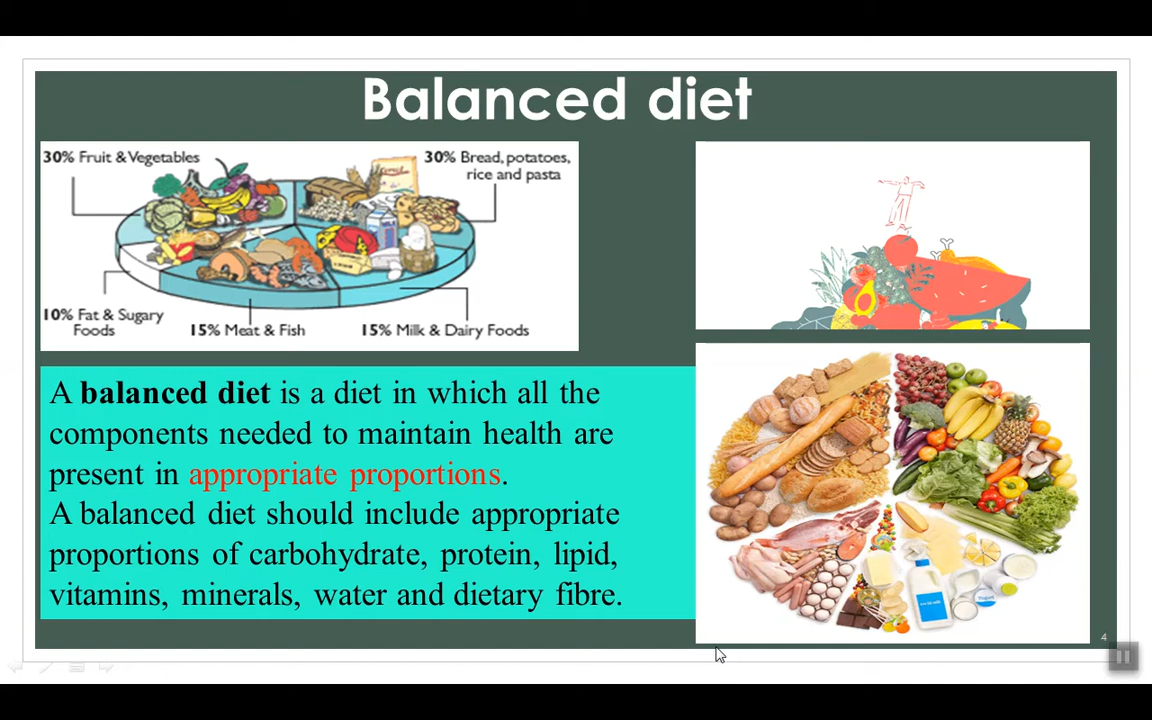 Balanced diet
30% Fruit & Vegetables
30% Bread, potatoes,
rice and pasta
10% Fat & Sugary
Foods
15% Meat & Fish
15% Milk & Dairy Foods
A balanced diet is a diet in which all the
components needed to maintain health are
present in appropriate proportions.
A balanced diet should include appropriate
proportions of carbohydrate, protein, lipid,
vitamins, minerals, water and dietary fibre.
4